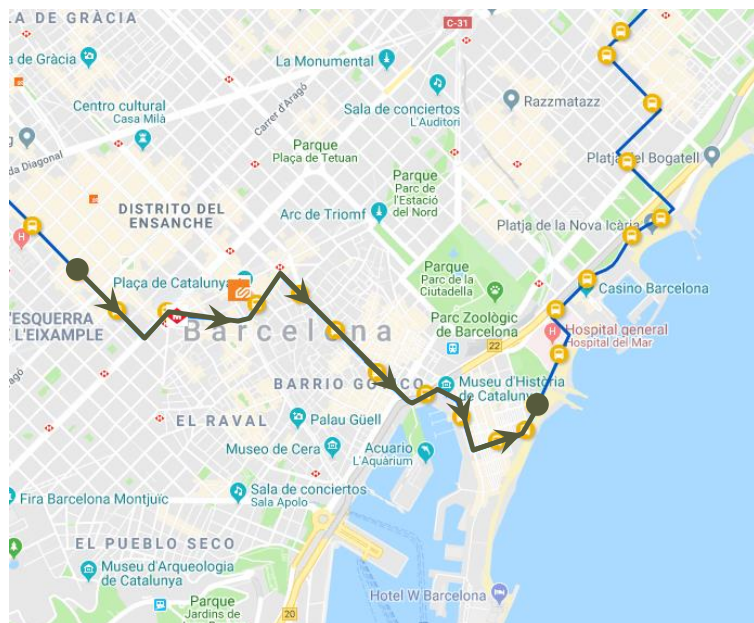 LA DE GRÀCIA
C-31
La Monumental
a de Gràcia
Carrer d'Aragó
Sala de conciertos
L'Auditori
Razzmatazz
Centro cultural
Casa Milà
Parque
Plaça de Tetuan
da Diagonal
Platja del Bogatell
Parque
Parc de
l'Estació
del Nord
DISTRITO DEL
ENSANCHE
Arc de Triomf
Platja de la Nova Icària
H
Plaça de Catalunya
Parque
Parc de la
Ciutadella
Casino Barcelona
L'ESQUERRA
L'EIXAMPLE
Barcelona
Parc Zoològic
de Barcelona
H
Hospital general
Hospital del Mar
22
BARRIO
Museu d'Història
de Catalunya
EL RAVAL
Palau Güell
Museo de Cera
Acuario
L'Aquàrium
Fira Barcelona Montjuïc
Sala de conciertos
Sala Apolo
EL PUEBLO SECO
Museu d'Arqueologia
de Catalunya
Hotel W Barcelona
Parque
Jardins de
20